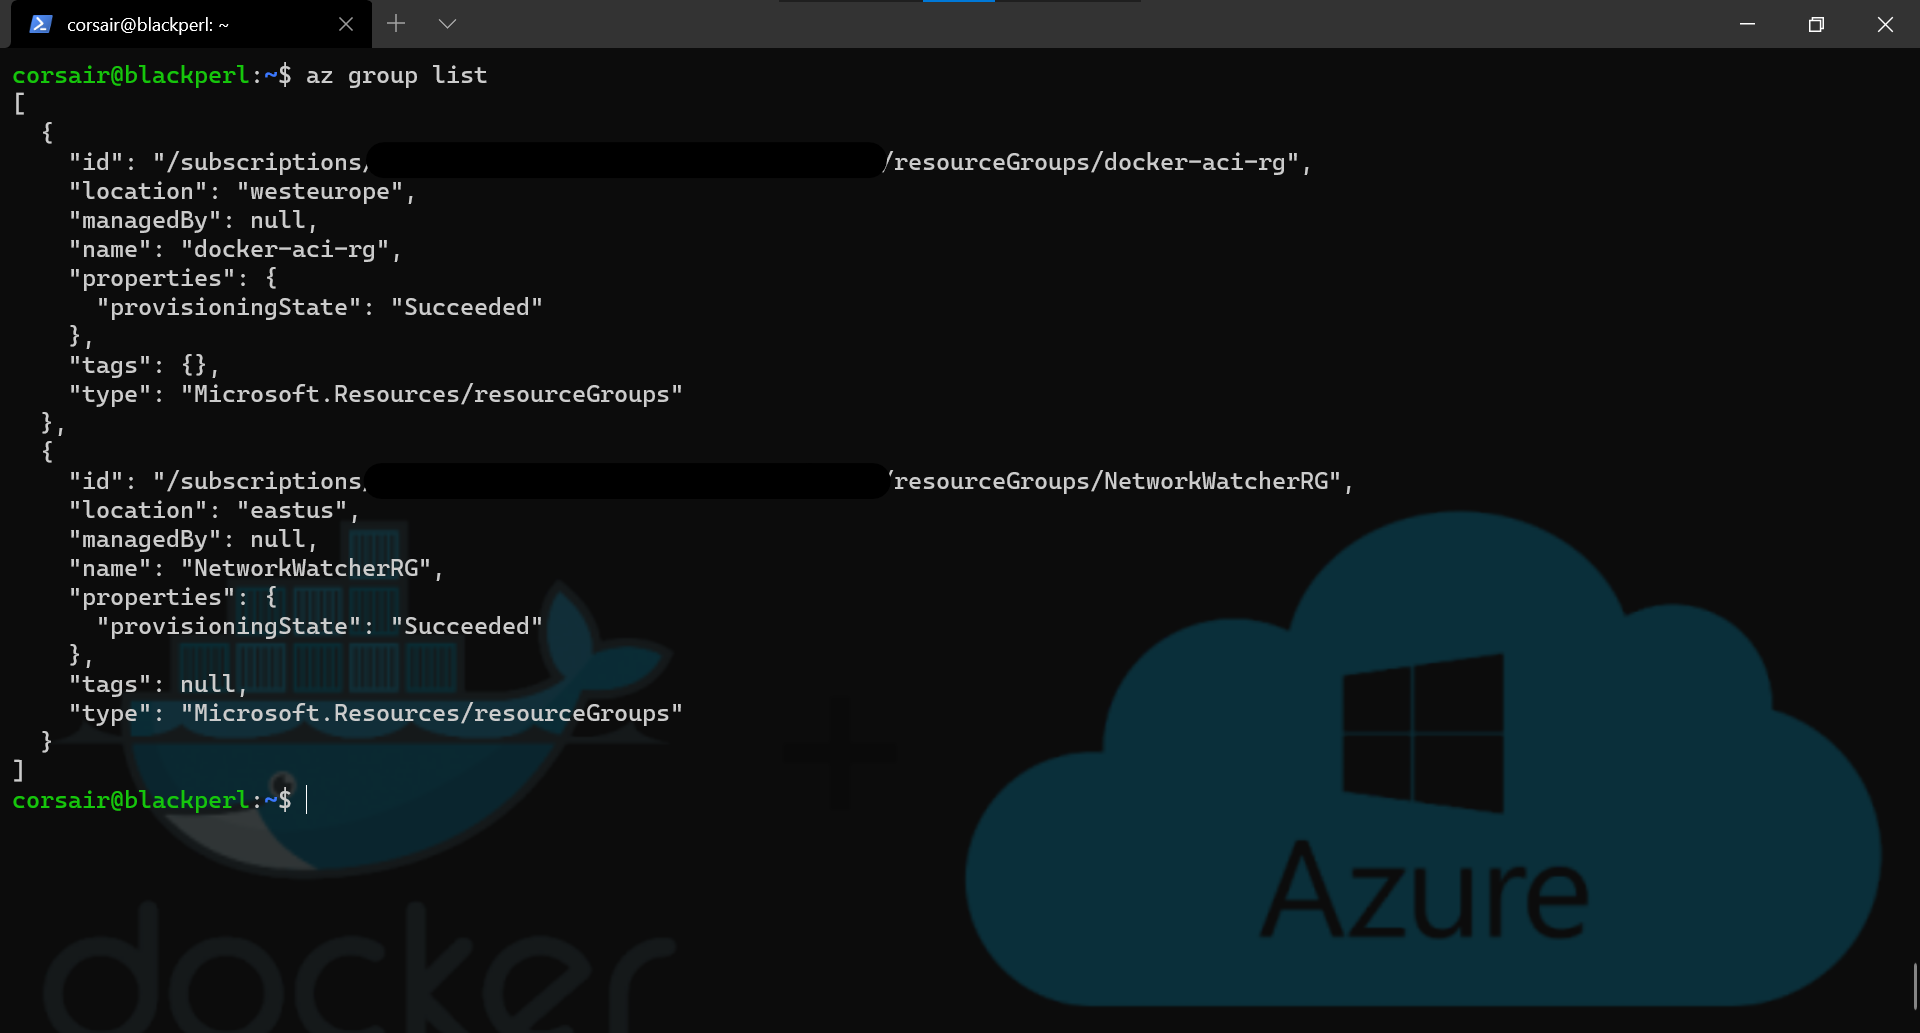 corsair@blackperl: ~
corsair@blackperl:~$ az group list
[
  {
    "id": "/subscriptions/ /resourceGroups/docker-aci-rg",
    "location": "westeurope",
    "managedBy": null,
    "name": "docker-aci-rg",
    "properties": {
      "provisioningState": "Succeeded"
    },
    "tags": {},
    "type": "Microsoft.Resources/resourceGroups"
  },
  {
    "id": "/subscriptions/ /resourceGroups/NetworkWatcherRG",
    "location": "eastus",
    "managedBy": null,
    "name": "NetworkWatcherRG",
    "properties": {
      "provisioningState": "Succeeded"
    },
    "tags": null,
    "type": "Microsoft.Resources/resourceGroups"
  }
]
corsair@blackperl:~$
docker
Azure